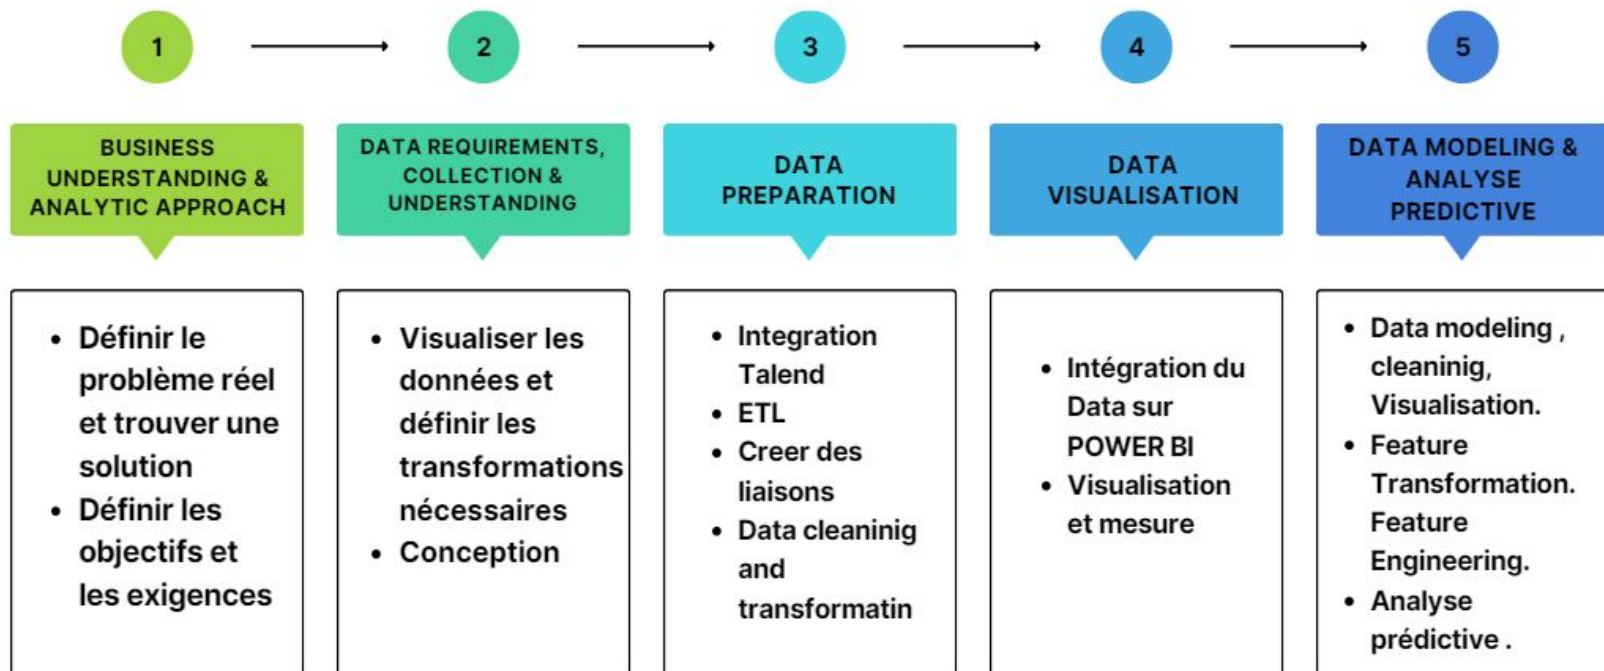 1
2
3
4
5
BUSINESS
UNDERSTANDING &
ANALYTIC APPROACH
DATA REQUIREMENTS,
COLLECTION &
UNDERSTANDING
DATA
PREPARATION
DATA
VISUALISATION
DATA MODELING &
ANALYSE
PREDICTIVE
• Définir le
problème réel
et trouver une
solution
• Définir les
objectifs et
les exigences
• Visualiser les
données et
définir les
transformations
nécessaires
• Conception
• Integration
Talend
• ETL
• Creer des
liaisons
• Data cleaninig
and
transformatin
• Intégration du
Data sur
POWER BI
• Visualisation
et mesure
• Data modeling ,
cleaninig,
Visualisation.
• Feature
Transformation.
Feature
Engineering.
• Analyse
prédictive .